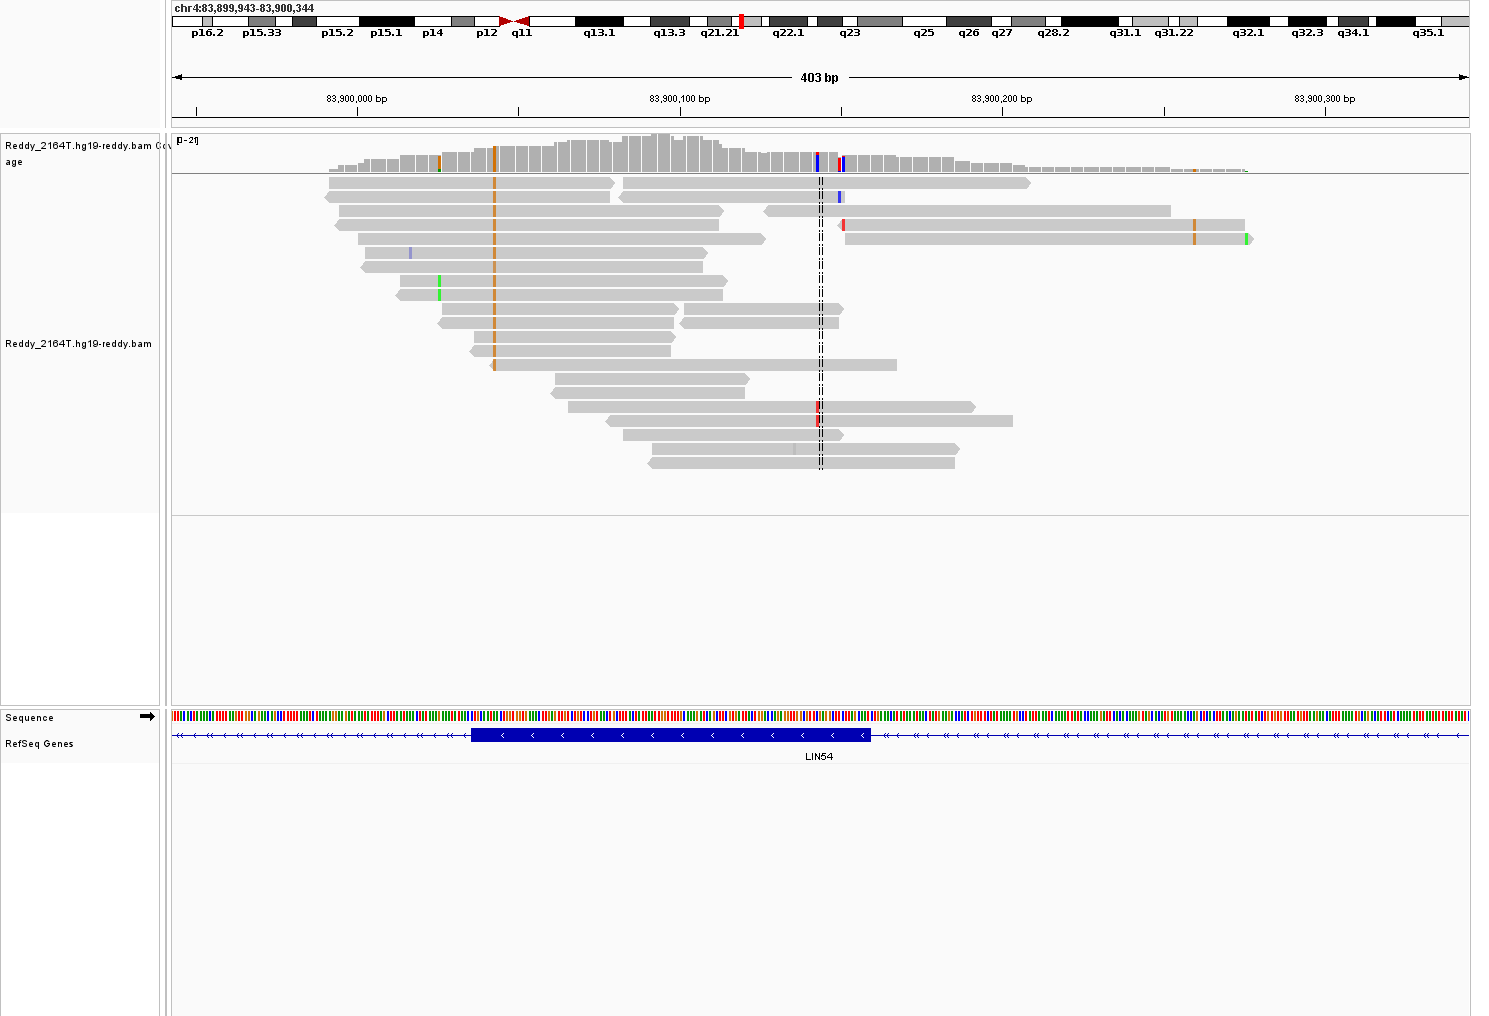 chr4:83,899,943-83,900,344
p16.2 p15.33 p15.2 p15.1 p14 p12 q11 q13.1 q13.3 q21.21 q22.1 q23 q25 q26 q27 q28.2 q31.1 q31.22 q32.1 q32.3 q34.1 q35.1
403 bp
83,900,000 bp 83,900,100 bp 83,900,200 bp 83,900,300 bp
[0-21]
Reddy_2164T.hg19-reddy.bam Cov
age
Reddy_2164T.hg19-reddy.bam
Sequence
RefSeq Genes
LIN54